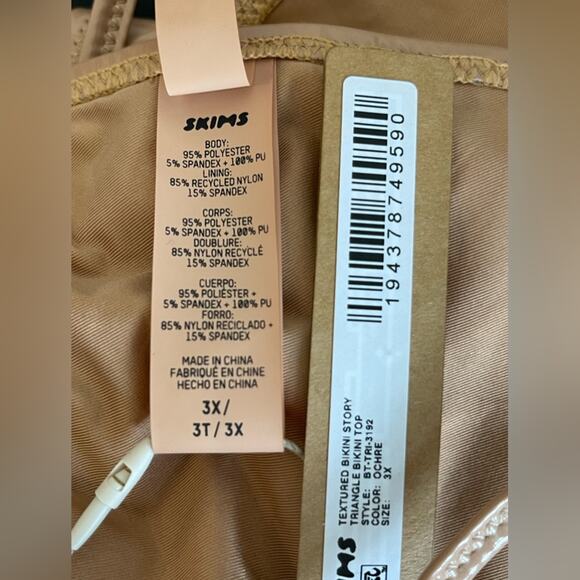 SKIMS
BODY:
95% POLYESTER
5% SPANDEX + 100% PU
LINING:
85% RECYCLED NYLON
15% SPANDEX
CORPS:
95% POLYESTER
5% SPANDEX + 100% PU
DOUBLURE:
85% NYLON RECYCLÉ
15% SPANDEX
CUERPO:
95% POLIÉSTER +
5% SPANDEX + 100% PU
FORRO:
85% NYLON RECICLADO +
15% SPANDEX
MADE IN CHINA
FABRIQUÉ EN CHINE
HECHO EN CHINA
3X/
3T / 3X
194378749590
TEXTURED BIKINI STORY
TRIANGLE BIKINI TOP
STYLE: BT-TRI-3192
COLOR: OCHRE
SIZE: 3X